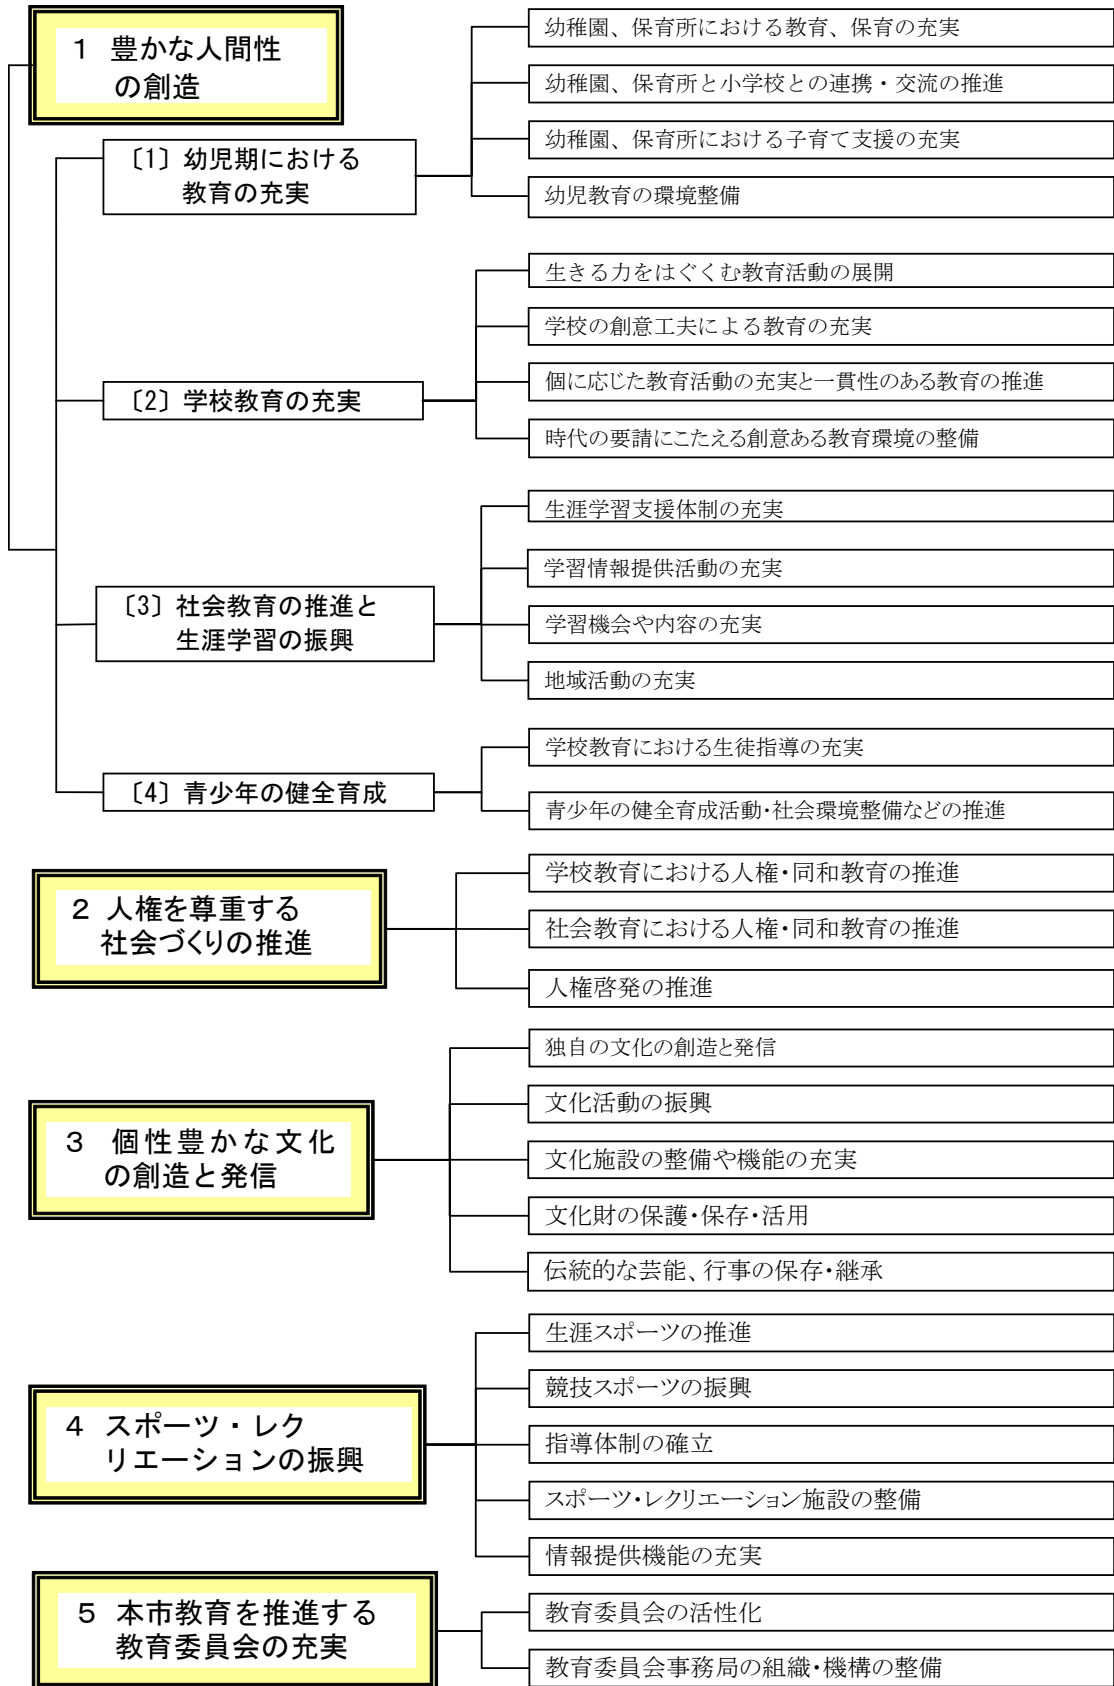 1 豊かな人間性
の創造
〔1〕幼児期における
教育の充実
幼稚園、保育所における教育、保育の充実
幼稚園、保育所と小学校との連携・交流の推進
幼稚園、保育所における子育て支援の充実
幼児教育の環境整備
〔2〕学校教育の充実
生きる力をはぐくむ教育活動の展開
学校の創意工夫による教育の充実
個に応じた教育活動の充実と一貫性のある教育の推進
時代の要請にこたえる創意ある教育環境の整備
〔3〕社会教育の推進と
生涯学習の振興
生涯学習支援体制の充実
学習情報提供活動の充実
学習機会や内容の充実
地域活動の充実
〔4〕青少年の健全育成
学校教育における生徒指導の充実
青少年の健全育成活動・社会環境整備などの推進
2 人権を尊重する
社会づくりの推進
学校教育における人権・同和教育の推進
社会教育における人権・同和教育の推進
人権啓発の推進
3 個性豊かな文化
の創造と発信
独自の文化の創造と発信
文化活動の振興
文化施設の整備や機能の充実
文化財の保護・保存・活用
伝統的な芸能、行事の保存・継承
4 スポーツ・レク
リエーションの振興
生涯スポーツの推進
競技スポーツの振興
指導体制の確立
スポーツ・レクリエーション施設の整備
情報提供機能の充実
5 本市教育を推進する
教育委員会の充実
教育委員会の活性化
教育委員会事務局の組織・機構の整備